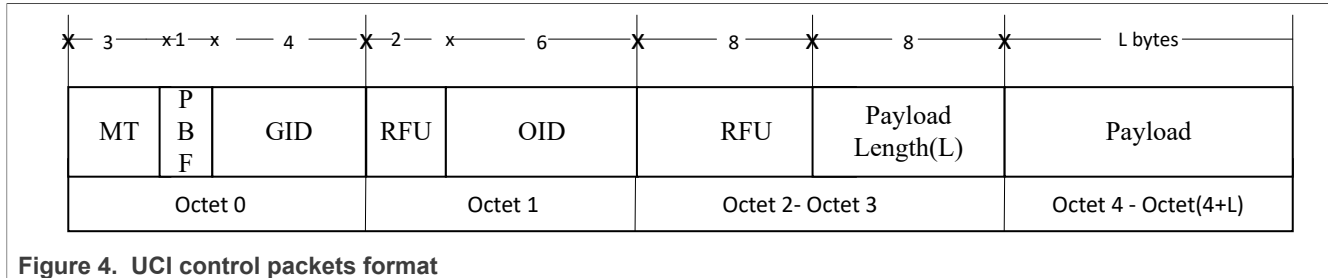 3 1 4 2 6 8 8 L bytes
MT
P
B
F
GID
RFU
OID
RFU
Payload
Length(L)
Payload
Octet 0
Octet 1
Octet 2- Octet 3
Octet 4 - Octet(4+L)
Figure 4. UCI control packets format